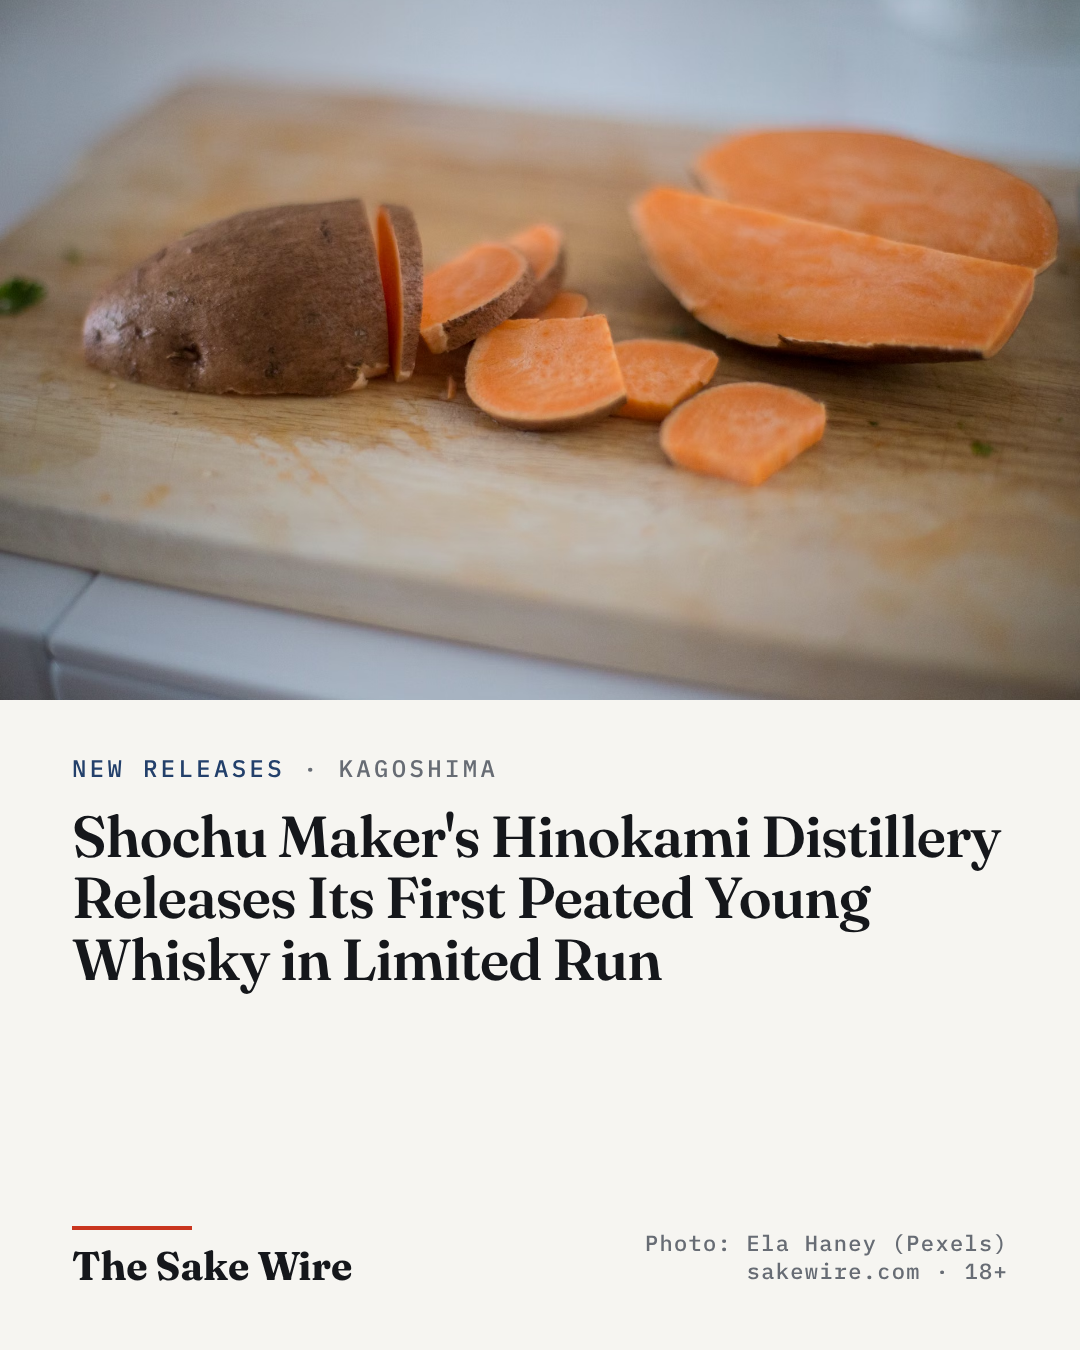 NEW RELEASES · KAGOSHIMA
Shochu Maker's Hinokami Distillery
Releases Its First Peated Young
Whisky in Limited Run
The Sake Wire
Photo: Ela Haney (Pexels)
sakewire.com · 18+